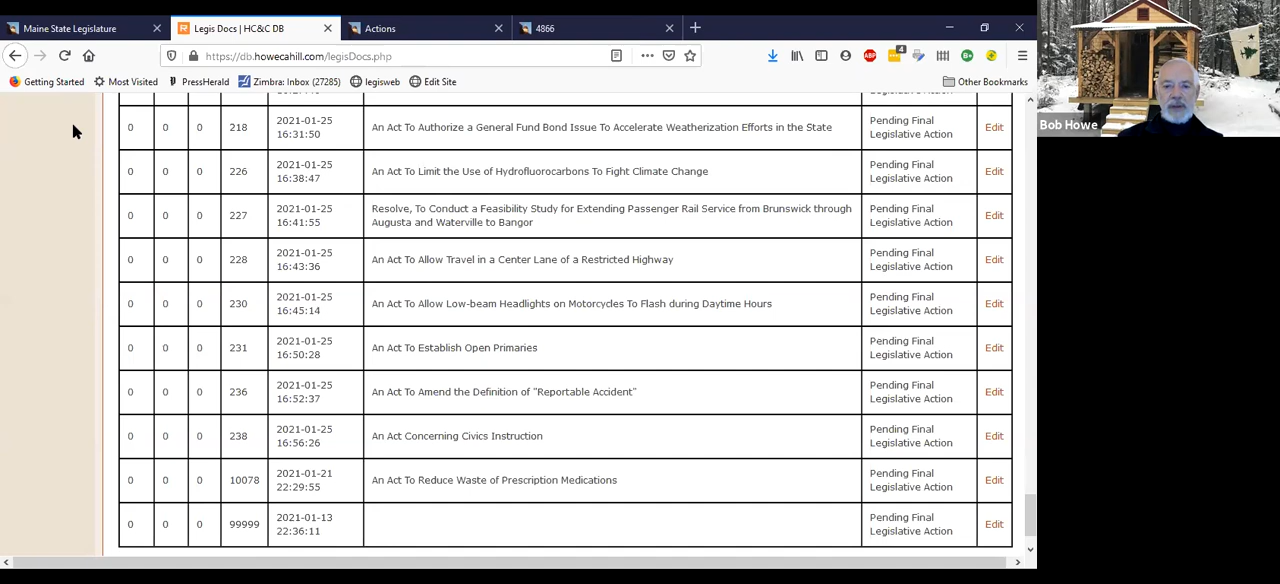 Maine State Legislature
Legis Docs | HC&C DB
Actions
4866
https://db.howecahill.com/legisDocs.php
ABP
4
B+
Getting Started
Most Visited
PressHerald
Zimbra: Inbox (27285)
legisweb
Edit Site
Other Bookmarks
Legislative Action
0 0 0 218 2021-01-25 16:31:50 An Act To Authorize a General Fund Bond Issue To Accelerate Weatherization Efforts in the State Pending Final Legislative Action Edit
0 0 0 226 2021-01-25 16:38:47 An Act To Limit the Use of Hydrofluorocarbons To Fight Climate Change Pending Final Legislative Action Edit
0 0 0 227 2021-01-25 16:41:55 Resolve, To Conduct a Feasibility Study for Extending Passenger Rail Service from Brunswick through Augusta and Waterville to Bangor Pending Final Legislative Action Edit
0 0 0 228 2021-01-25 16:43:36 An Act To Allow Travel in a Center Lane of a Restricted Highway Pending Final Legislative Action Edit
0 0 0 230 2021-01-25 16:45:14 An Act To Allow Low-beam Headlights on Motorcycles To Flash during Daytime Hours Pending Final Legislative Action Edit
0 0 0 231 2021-01-25 16:50:28 An Act To Establish Open Primaries Pending Final Legislative Action Edit
0 0 0 236 2021-01-25 16:52:37 An Act To Amend the Definition of “Reportable Accident” Pending Final Legislative Action Edit
0 0 0 238 2021-01-25 16:56:26 An Act Concerning Civics Instruction Pending Final Legislative Action Edit
0 0 0 10078 2021-01-21 22:29:55 An Act To Reduce Waste of Prescription Medications Pending Final Legislative Action Edit
0 0 0 99999 2021-01-13 22:36:11 Pending Final Legislative Action Edit
Bob Howe